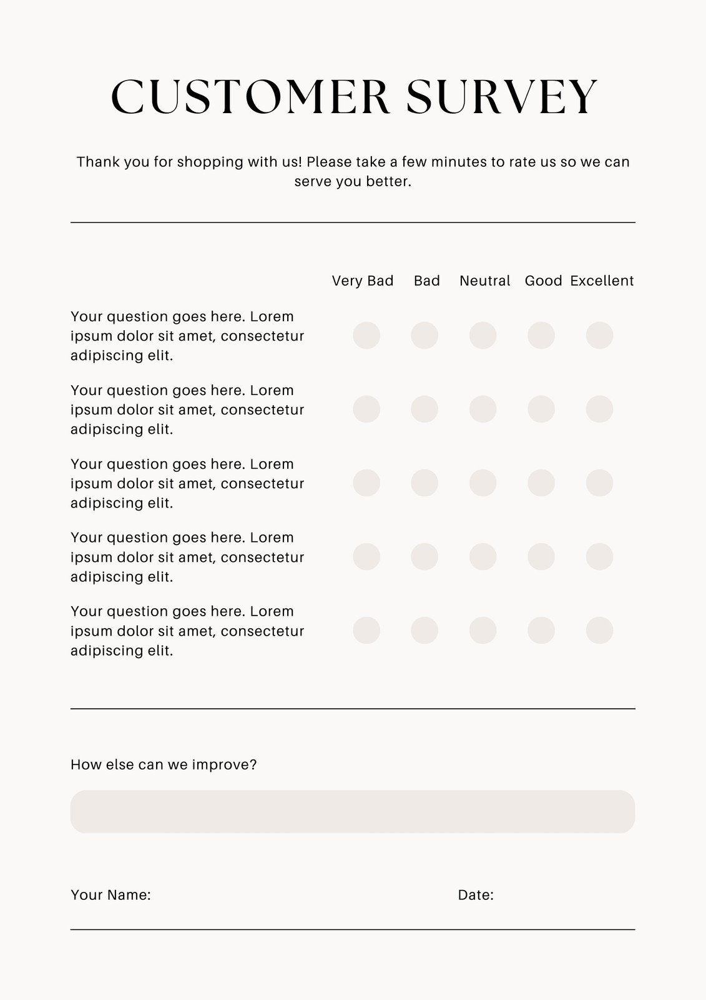 CUSTOMER SURVEY
Thank you for shopping with us! Please take a few minutes to rate us so we can
serve you better.
Very Bad Bad Neutral Good Excellent
Your question goes here. Lorem
ipsum dolor sit amet, consectetur
adipiscing elit.
Your question goes here. Lorem
ipsum dolor sit amet, consectetur
adipiscing elit.
Your question goes here. Lorem
ipsum dolor sit amet, consectetur
adipiscing elit.
Your question goes here. Lorem
ipsum dolor sit amet, consectetur
adipiscing elit.
Your question goes here. Lorem
ipsum dolor sit amet, consectetur
adipiscing elit.
How else can we improve?
Your Name: Date: